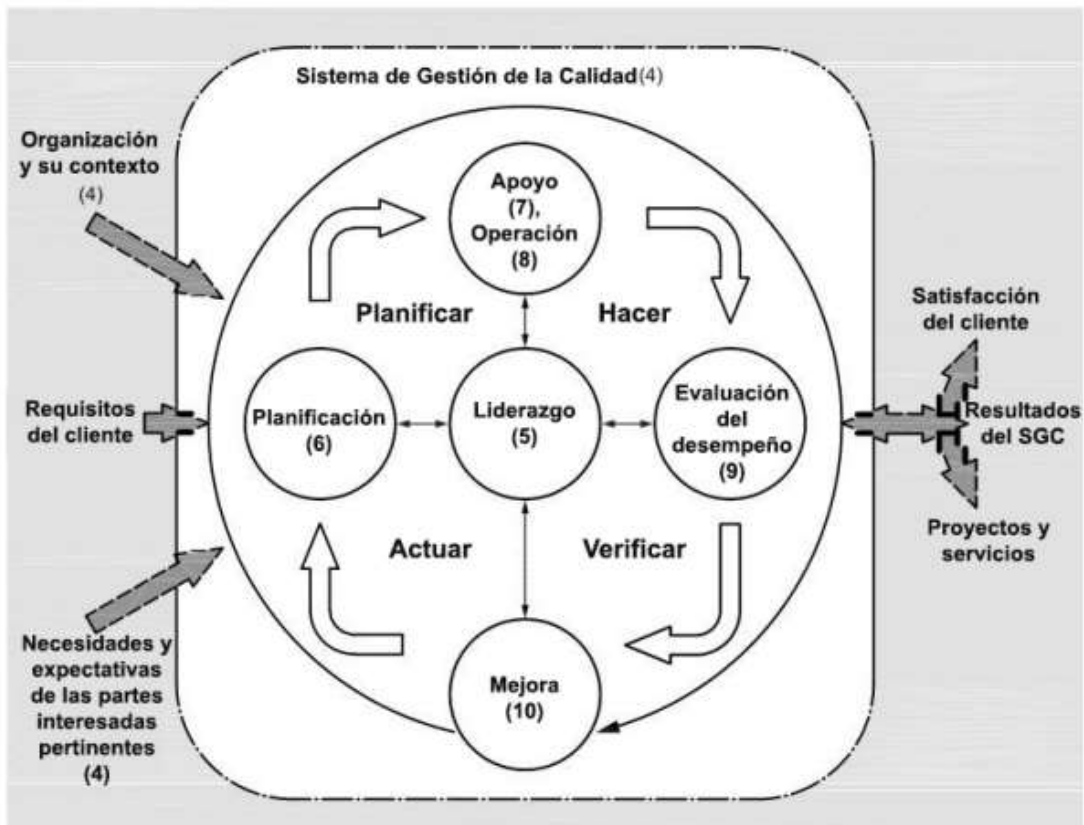 Sistema de Gestión de la Calidad(4)
Organización
y su contexto
(4)
Requisitos
del cliente
Necesidades y
expectativas
de las partes
interesadas
pertinentes
(4)
Apoyo
(7),
Operación
(8)
Planificar
Hacer
Planificación
(6)
Liderazgo
(5)
Evaluación
del
desempeño
(9)
Actuar
Verificar
Mejora
(10)
Satisfacción
del cliente
Resultados
del SGC
Proyectos y
servicios